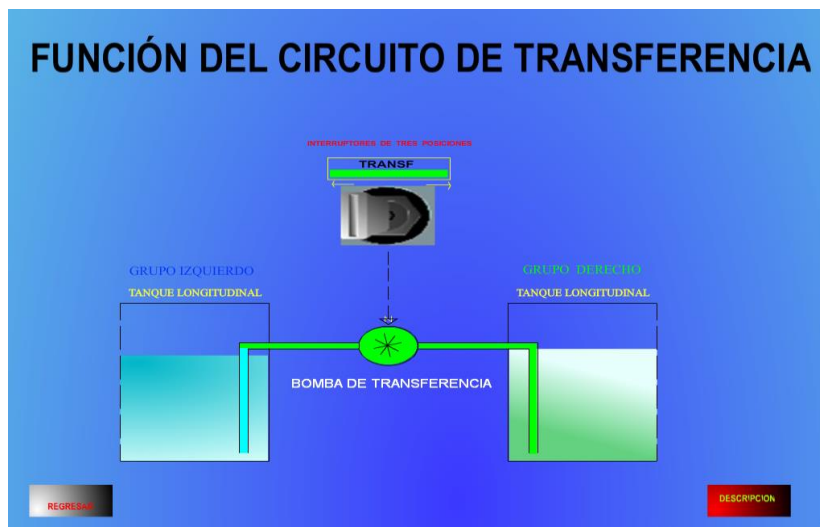 FUNCIÓN DEL CIRCUITO DE TRANSFERENCIA
INTERRUPTORES DE TRES POSICIONES
TRANSF
GRUPO IZQUIERDO
TANQUE LONGITUDINAL
GRUPO DERECHO
TANQUE LONGITUDINAL
BOMBA DE TRANSFERENCIA
REGRESAR
DESCRIPCION